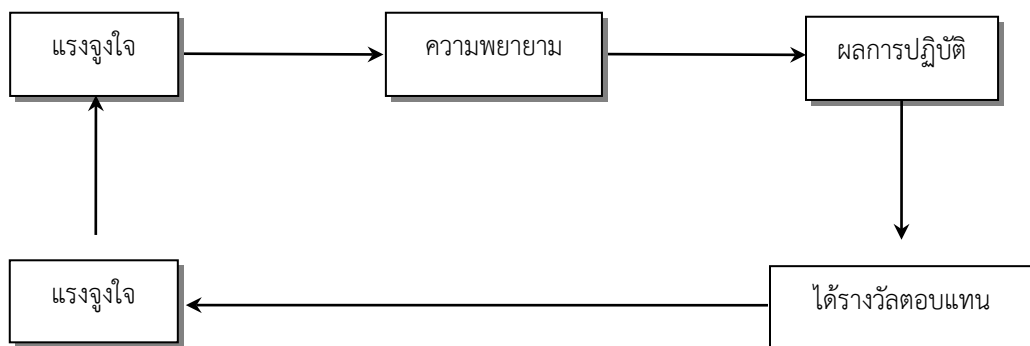 แรงจูงใจ
ความพยายาม
ผลการปฏิบัติ
แรงจูงใจ
ได้รางวัลตอบแทน